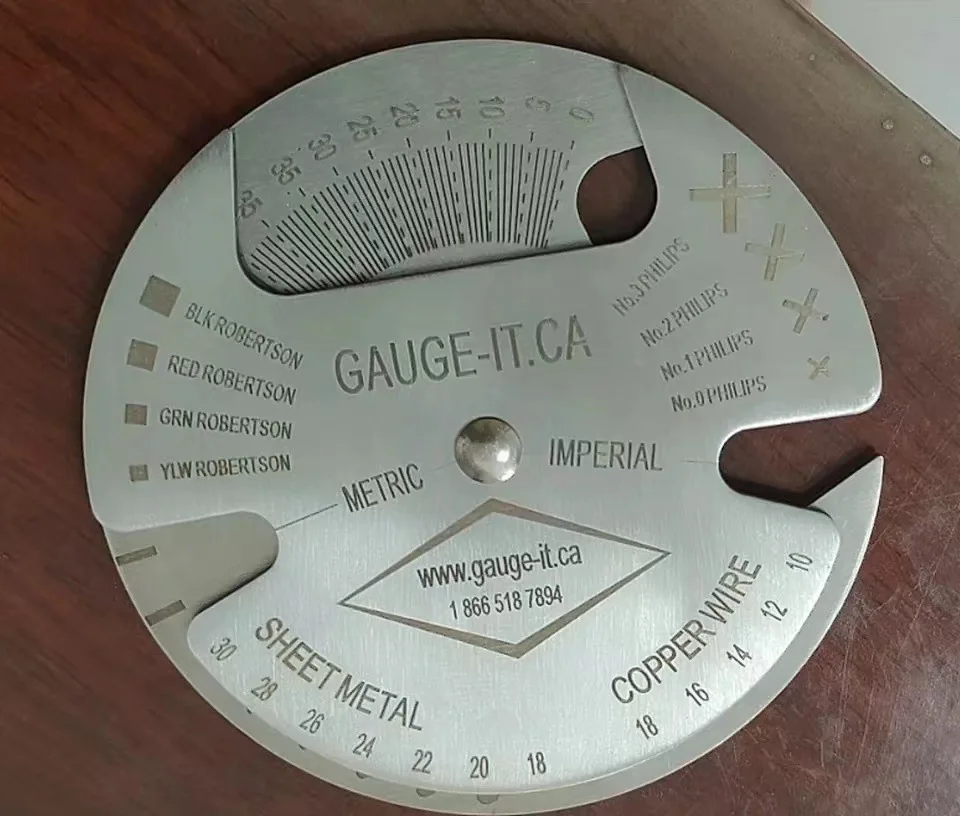 35 30 25 20 15 10 5 0
BLK ROBERTSON
RED ROBERTSON
GRN ROBERTSON
YLW ROBERTSON
GAUGE-IT.CA
No.3 PHILIPS
No.2 PHILIPS
No.1 PHILIPS
No.0 PHILIPS
METRIC
IMPERIAL
www.gauge-it.ca
1 866 518 7894
SHEET METAL
30 28 26 24 22 20 18
COPPER WIRE
18 16 14 12 10